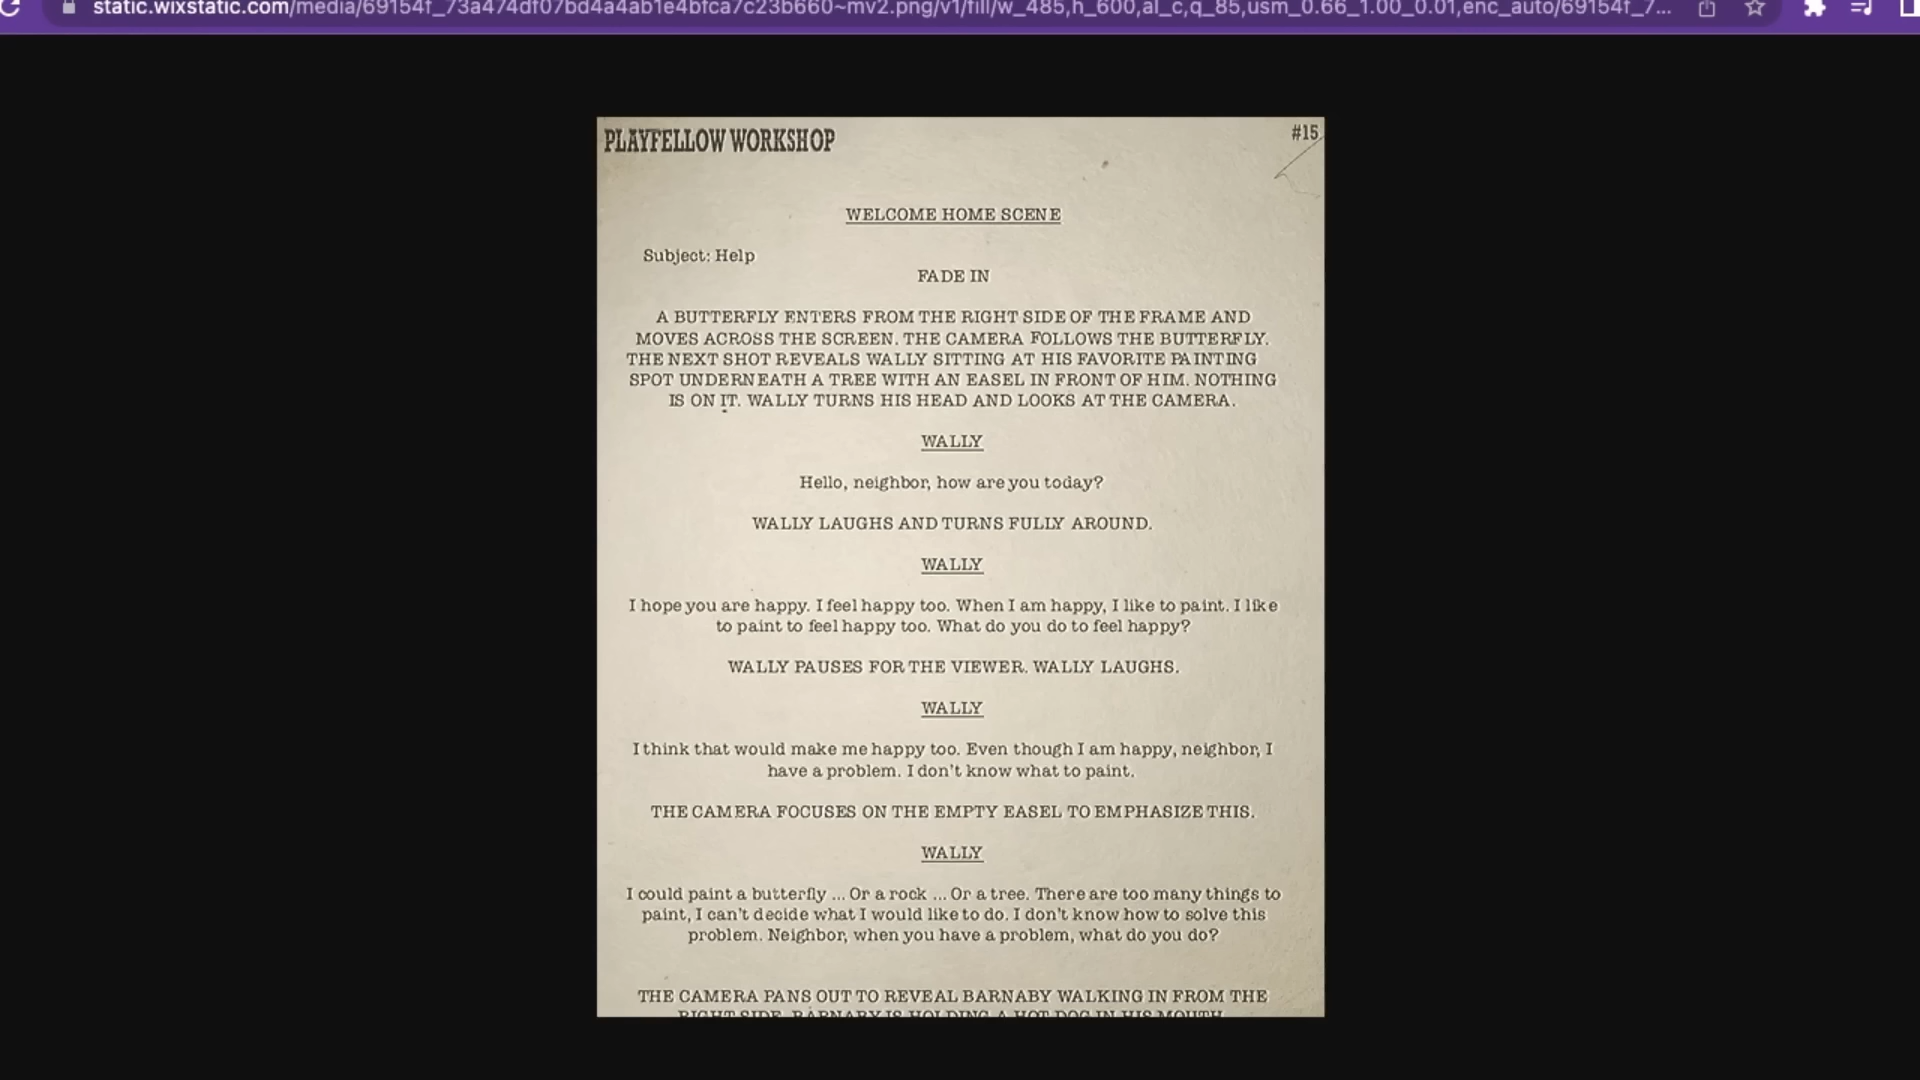 static.wixstatic.com/media/69154f_73a474df07bd4a4ab1e4bfca7c23b660~mv2.png/v1/fill/w_485,h_600,al_c,q_85,usm_0.66_1.00_0.01,enc_auto/69154f_7...
PLAYFELLOW WORKSHOP
#15
WELCOME HOME SCENE
Subject: Help
FADE IN
A BUTTERFLY ENTERS FROM THE RIGHT SIDE OF THE FRAME AND
MOVES ACROSS THE SCREEN. THE CAMERA FOLLOWS THE BUTTERFLY.
THE NEXT SHOT REVEALS WALLY SITTING AT HIS FAVORITE PAINTING
SPOT UNDERNEATH A TREE WITH AN EASEL IN FRONT OF HIM. NOTHING
IS ON IT. WALLY TURNS HIS HEAD AND LOOKS AT THE CAMERA.
WALLY
Hello, neighbor, how are you today?
WALLY LAUGHS AND TURNS FULLY AROUND.
WALLY
I hope you are happy. I feel happy too. When I am happy, I like to paint. I like
to paint to feel happy too. What do you do to feel happy?
WALLY PAUSES FOR THE VIEWER. WALLY LAUGHS.
WALLY
I think that would make me happy too. Even though I am happy, neighbor, I
have a problem. I don't know what to paint.
THE CAMERA FOCUSES ON THE EMPTY EASEL TO EMPHASIZE THIS.
WALLY
I could paint a butterfly ... Or a rock ... Or a tree. There are too many things to
paint, I can't decide what I would like to do. I don't know how to solve this
problem. Neighbor, when you have a problem, what do you do?
THE CAMERA PANS OUT TO REVEAL BARNABY WALKING IN FROM THE
RIGHT SIDE. BARNABY IS HOLDING A HOT DOG IN HIS MOUTH.